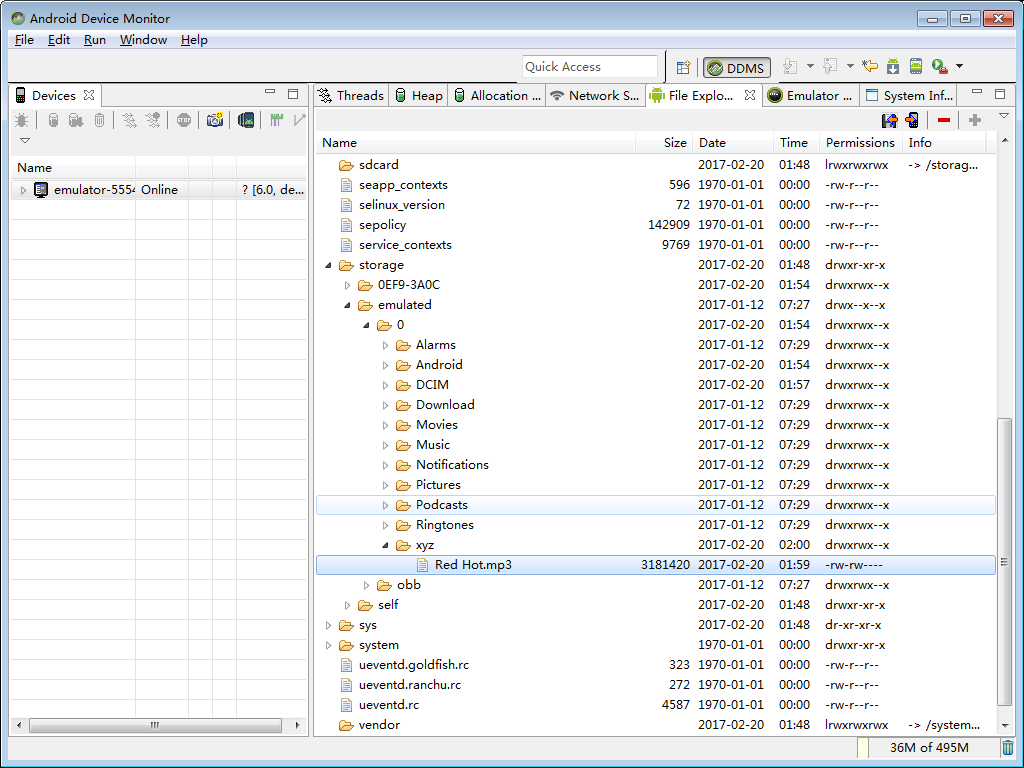 Android Device Monitor
File Edit Run Window Help
Quick Access DDMS
Devices
Threads Heap Allocation ... Network S... File Explo... Emulator ... System Inf...
Name
emulator-5554 Online ? [6.0, de...
Name Size Date Time Permissions Info
sdcard 2017-02-20 01:48 lrwxrwxrwx -> /storag...
seapp_contexts 596 1970-01-01 00:00 -rw-r--r--
selinux_version 72 1970-01-01 00:00 -rw-r--r--
sepolicy 142909 1970-01-01 00:00 -rw-r--r--
service_contexts 9769 1970-01-01 00:00 -rw-r--r--
storage 2017-02-20 01:48 drwxr-xr-x
0EF9-3A0C 2017-02-20 01:54 drwxrwx--x
emulated 2017-01-12 07:27 drwx--x--x
0 2017-02-20 01:54 drwxrwx--x
Alarms 2017-01-12 07:29 drwxrwx--x
Android 2017-02-20 01:54 drwxrwx--x
DCIM 2017-02-20 01:57 drwxrwx--x
Download 2017-01-12 07:29 drwxrwx--x
Movies 2017-01-12 07:29 drwxrwx--x
Music 2017-01-12 07:29 drwxrwx--x
Notifications 2017-01-12 07:29 drwxrwx--x
Pictures 2017-01-12 07:29 drwxrwx--x
Podcasts 2017-01-12 07:29 drwxrwx--x
Ringtones 2017-01-12 07:29 drwxrwx--x
xyz 2017-02-20 02:00 drwxrwx--x
Red Hot.mp3 3181420 2017-02-20 01:59 -rw-rw----
obb 2017-01-12 07:27 drwxrwx--x
self 2017-02-20 01:48 drwxr-xr-x
sys 2017-02-20 01:48 dr-xr-xr-x
system 1970-01-01 00:00 drwxr-xr-x
ueventd.goldfish.rc 323 1970-01-01 00:00 -rw-r--r--
ueventd.ranchu.rc 272 1970-01-01 00:00 -rw-r--r--
ueventd.rc 4587 1970-01-01 00:00 -rw-r--r--
vendor 2017-02-20 01:48 lrwxrwxrwx -> /system...
36M of 495M